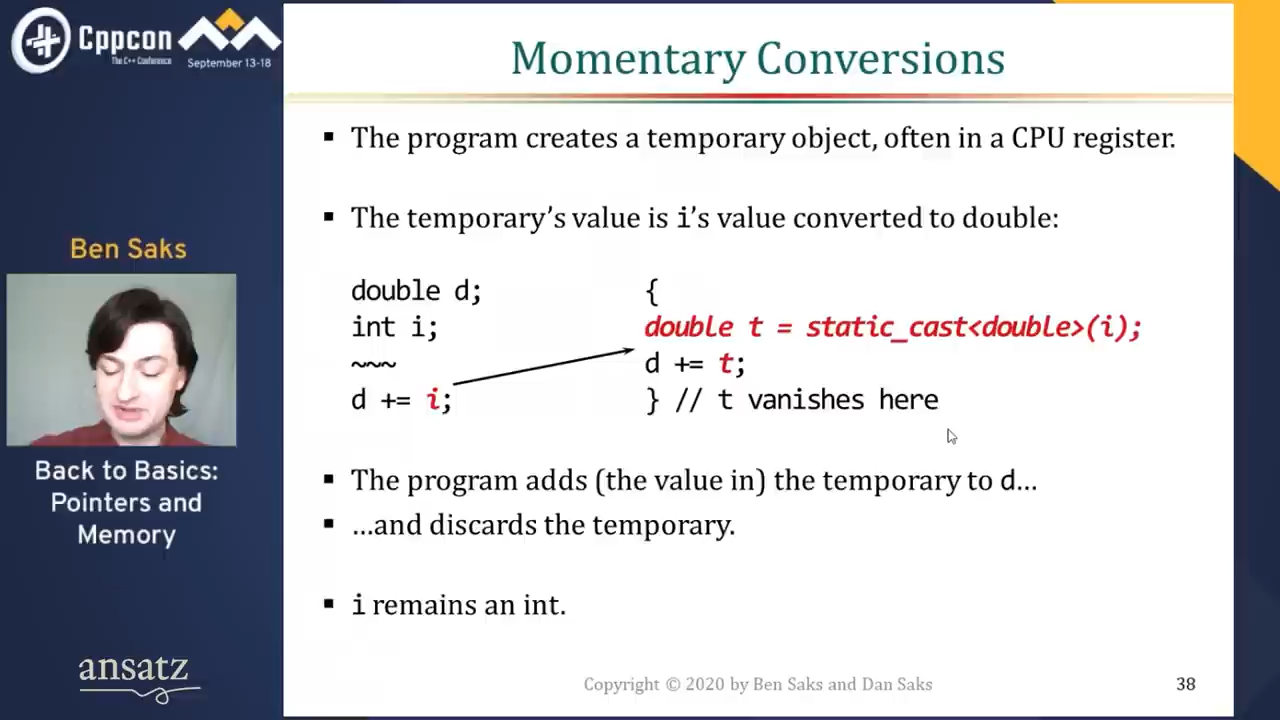 Cppcon
The C++ Conference
September 13-18
Ben Saks
Back to Basics:
Pointers and
Memory
ansatz
Momentary Conversions
▪ The program creates a temporary object, often in a CPU register.
▪ The temporary’s value is i’s value converted to double:
double d;
int i;
~~~
d += i;
{
double t = static_cast<double>(i);
d += t;
} // t vanishes here
▪ The program adds (the value in) the temporary to d…
▪ …and discards the temporary.
▪ i remains an int.
Copyright © 2020 by Ben Saks and Dan Saks
38